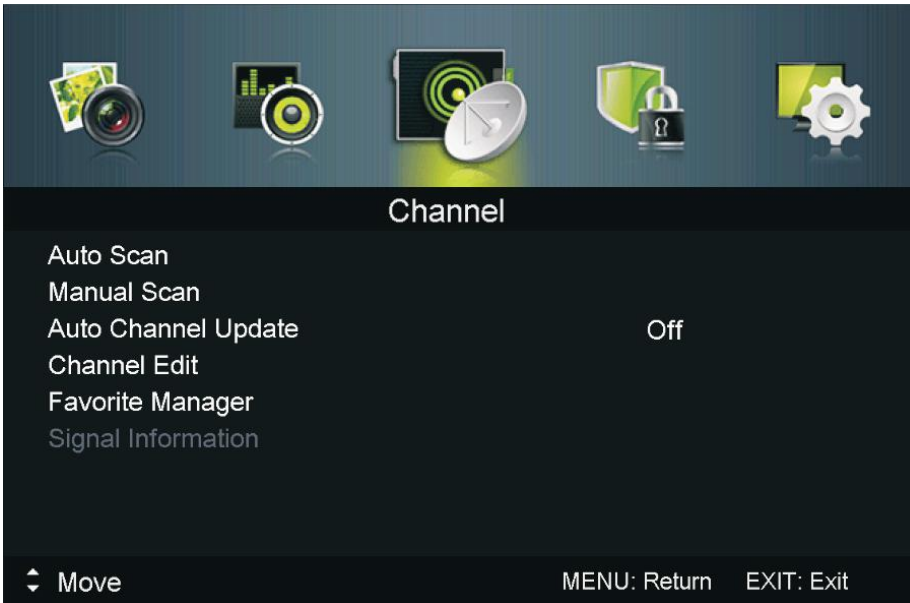 Channel
Auto Scan
Manual Scan
Auto Channel Update Off
Channel Edit
Favorite Manager
Signal Information
Move MENU: Return EXIT: Exit